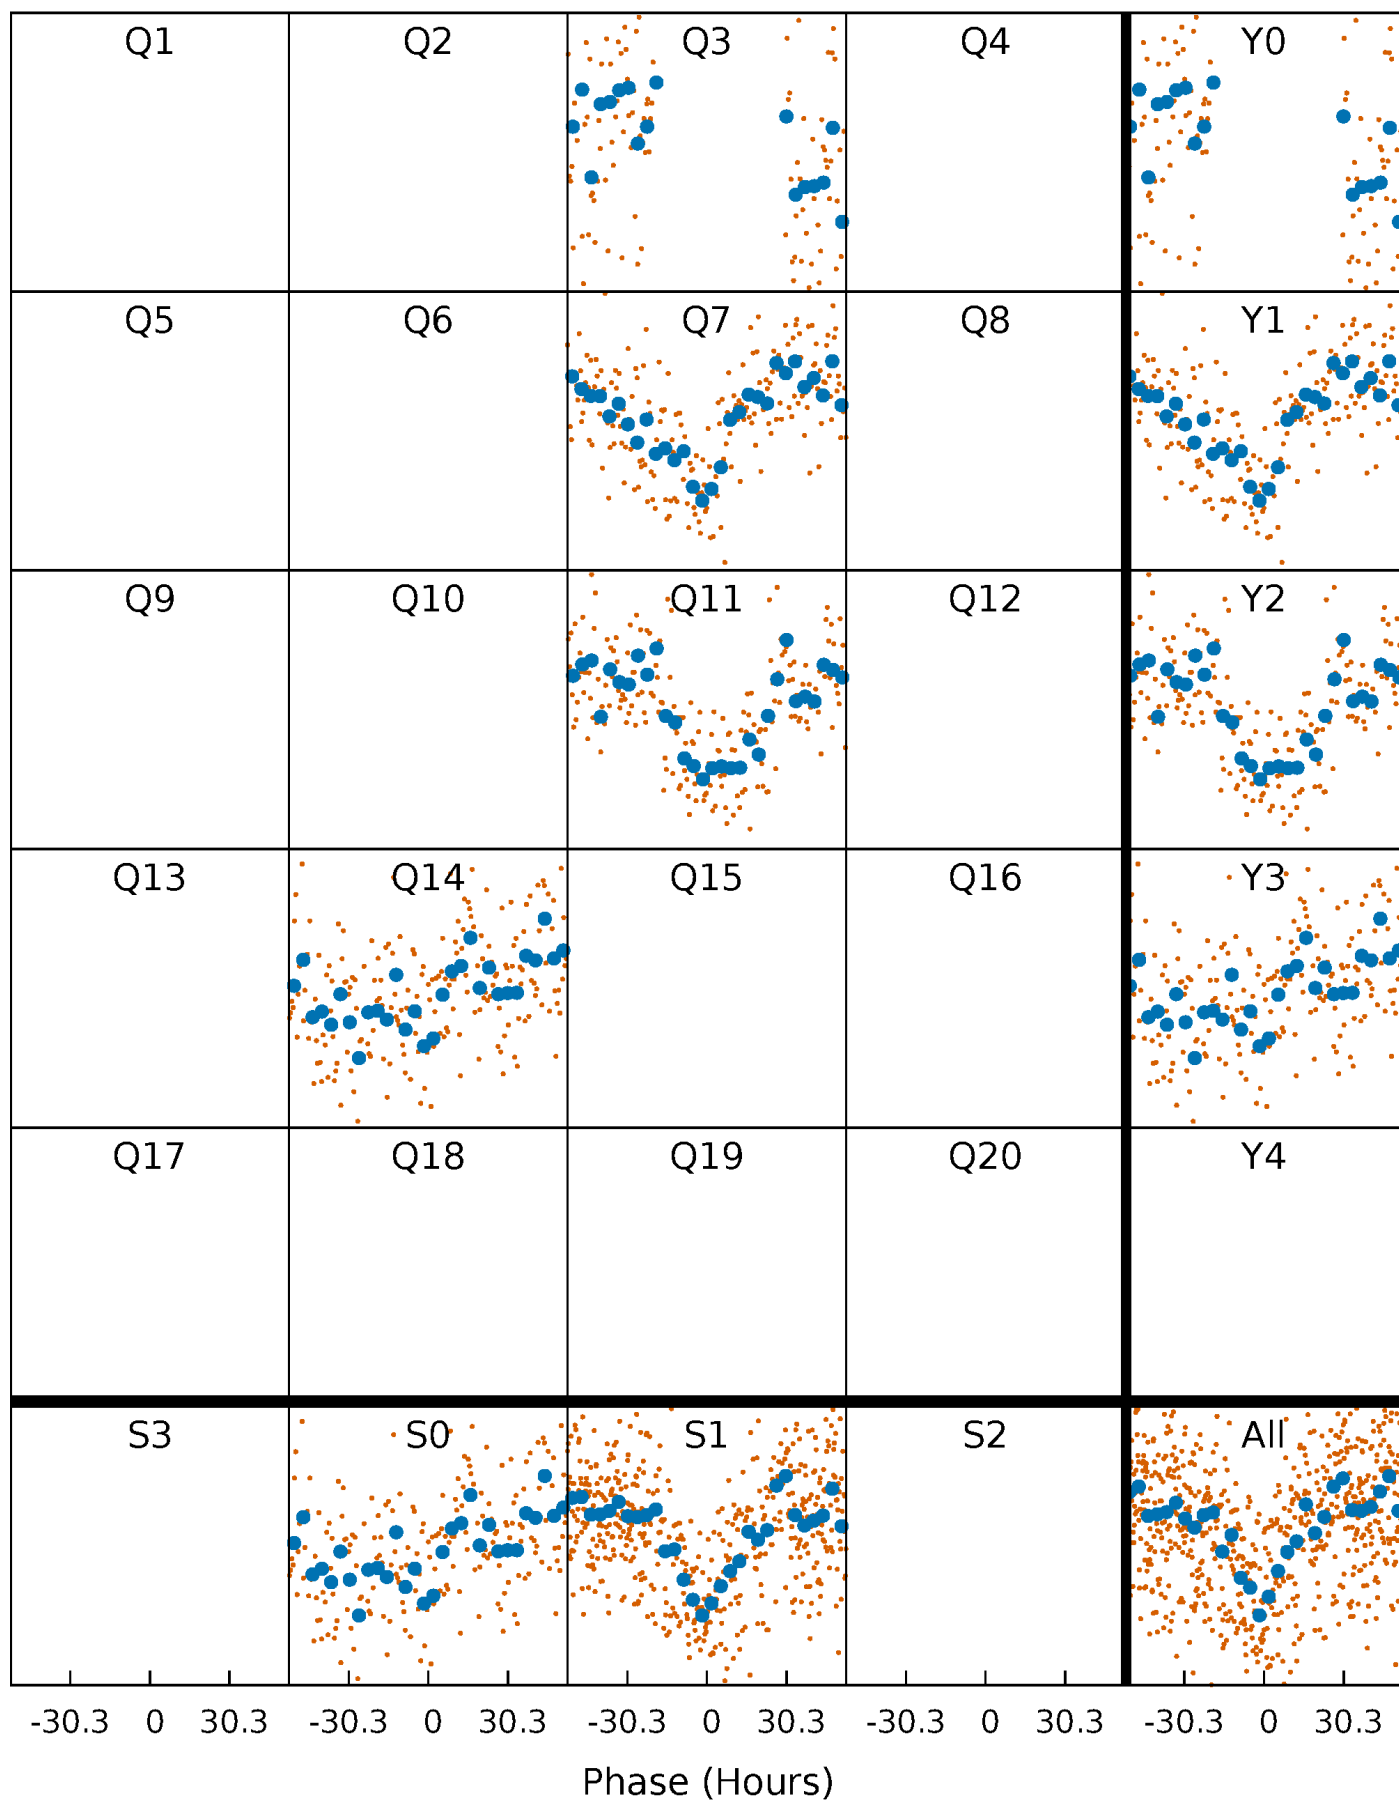 Q1 Q2 Q3 Q4 Y0
Q5 Q6 Q7 Q8 Y1
Q9 Q10 Q11 Q12 Y2
Q13 Q14 Q15 Q16 Y3
Q17 Q18 Q19 Q20 Y4
S3 S0 S1 S2 All
-30.3 0 30.3 -30.3 0 30.3 -30.3 0 30.3 -30.3 0 30.3 -30.3 0 30.3
Phase (Hours)